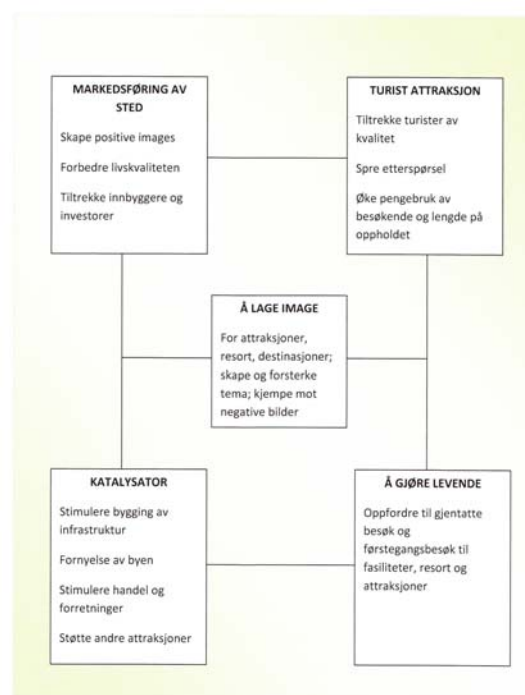 MARKEDSFØRING AV
STED
Skape positive images
Forbedre livskvaliteten
Tiltrekke innbyggere og
investorer
TURIST ATTRAKSJON
Tiltrekke turister av
kvalitet
Spre etterspørsel
Øke pengebruk av
besøkende og lengde på
oppholdet
Å LAGE IMAGE
For attraksjoner,
resort, destinasjoner;
skape og forsterke
tema; kjempe mot
negative bilder
KATALYSATOR
Stimulere bygging av
infrastruktur
Fornyelse av byen
Stimulere handel og
forretninger
Støtte andre attraksjoner
Å GJØRE LEVENDE
Oppfordre til gjentatte
besøk og
førstegangsbesøk til
fasiliteter, resort og
attraksjoner